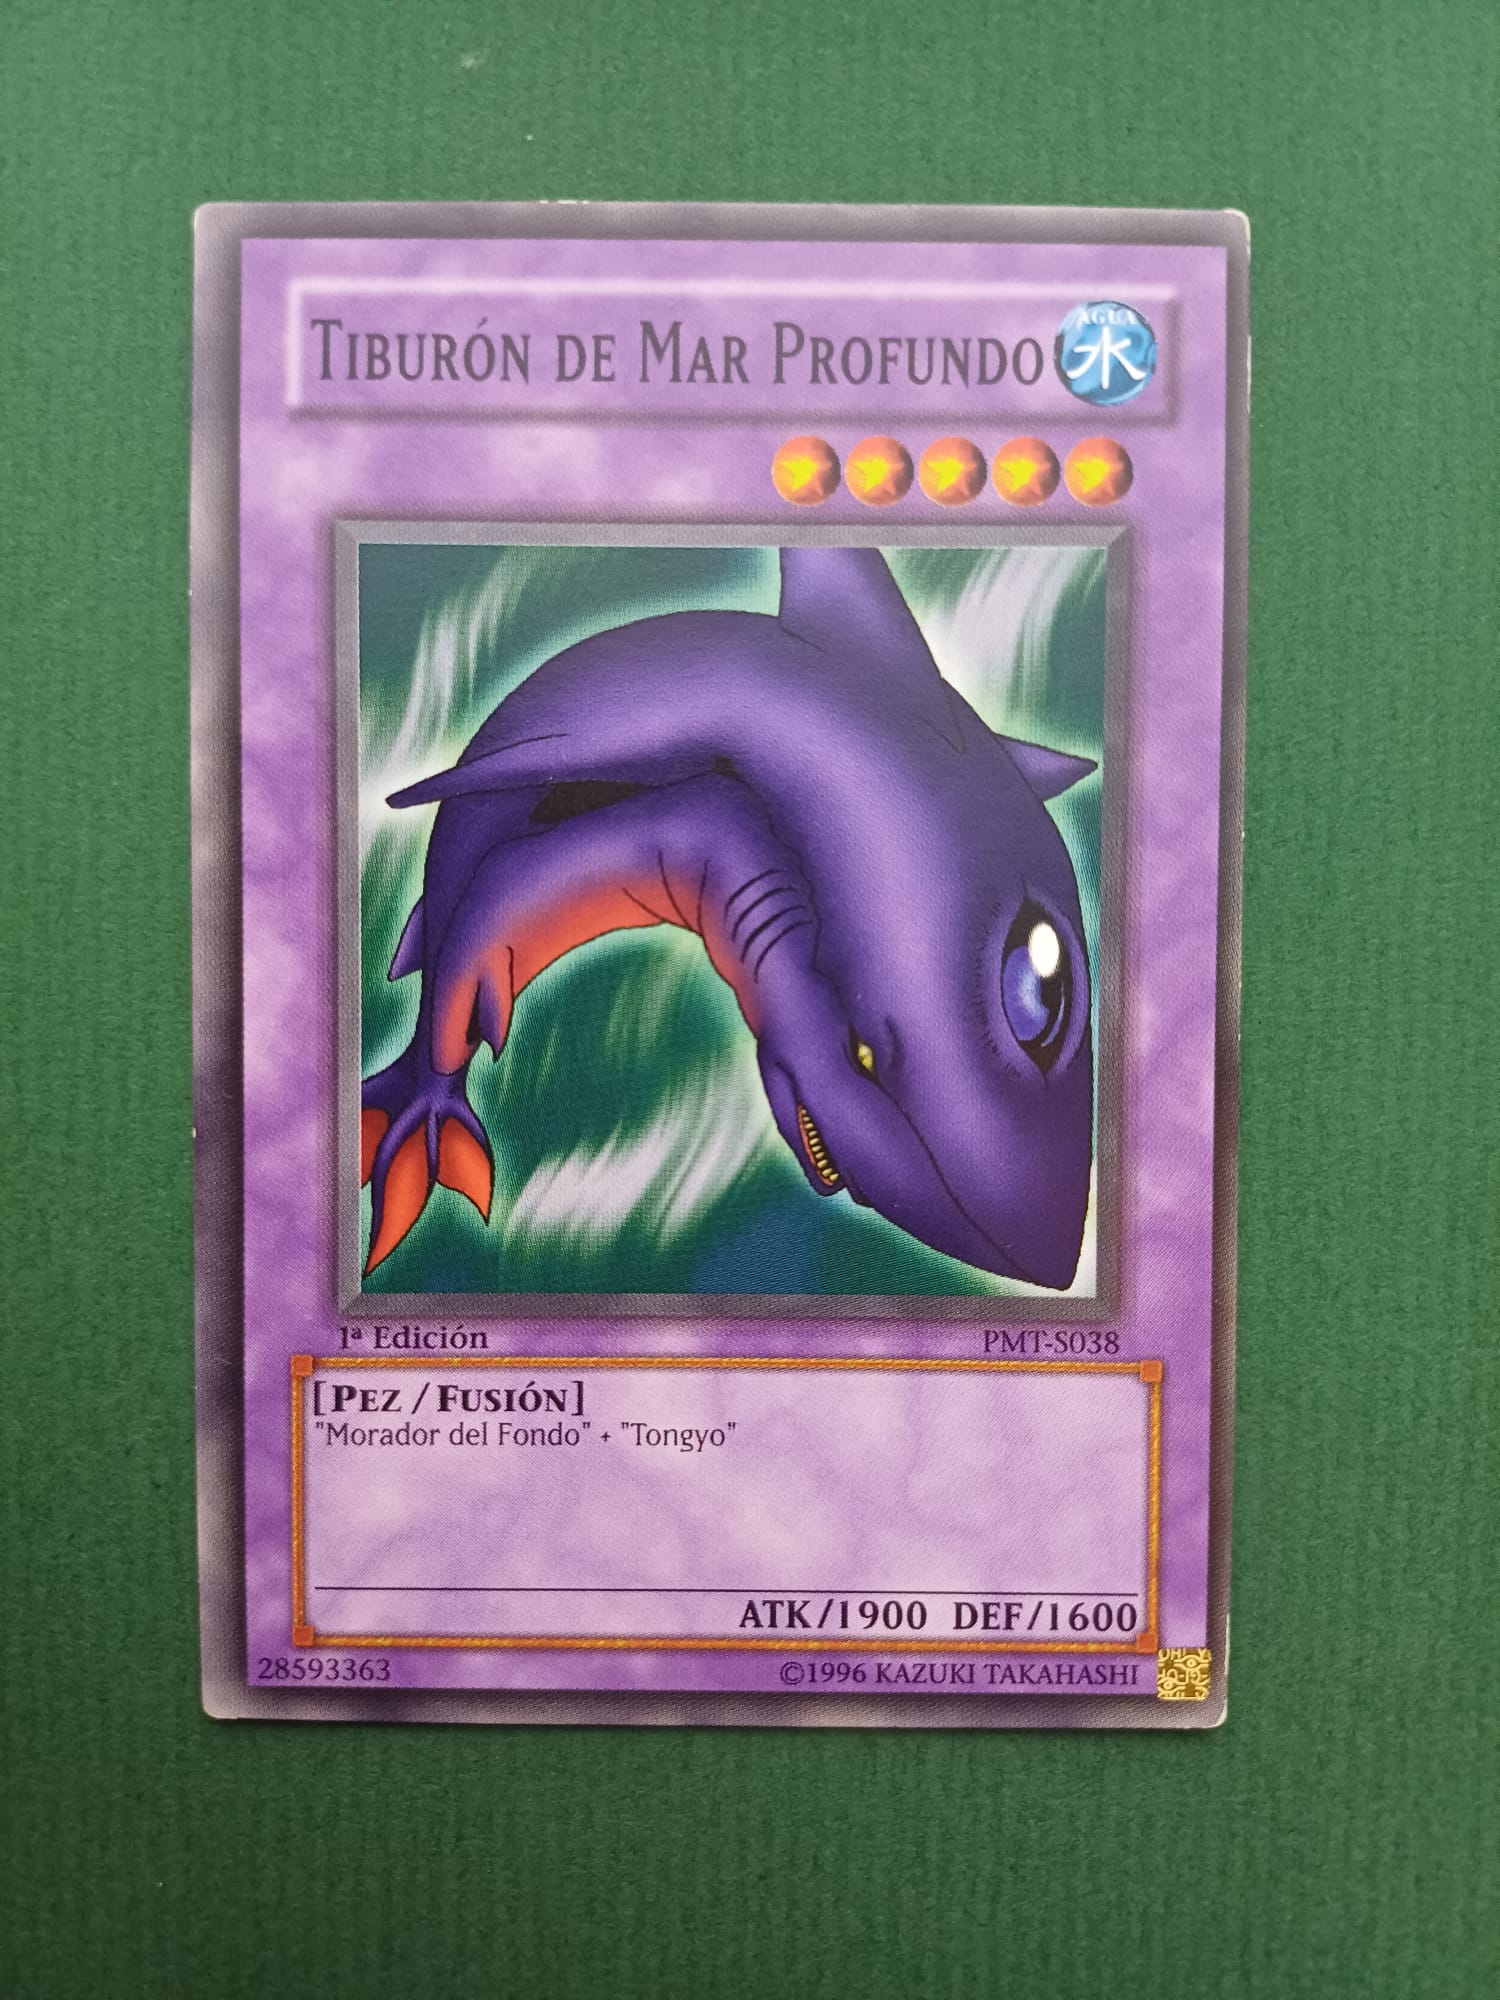 TIBURÓN DE MAR PROFUNDO
AGUA
水
1ª Edición
PMT-S038
[PEZ / FUSIÓN]
"Morador del Fondo" + "Tongyo"
ATK/1900 DEF/1600
28593363
©1996 KAZUKI TAKAHASHI